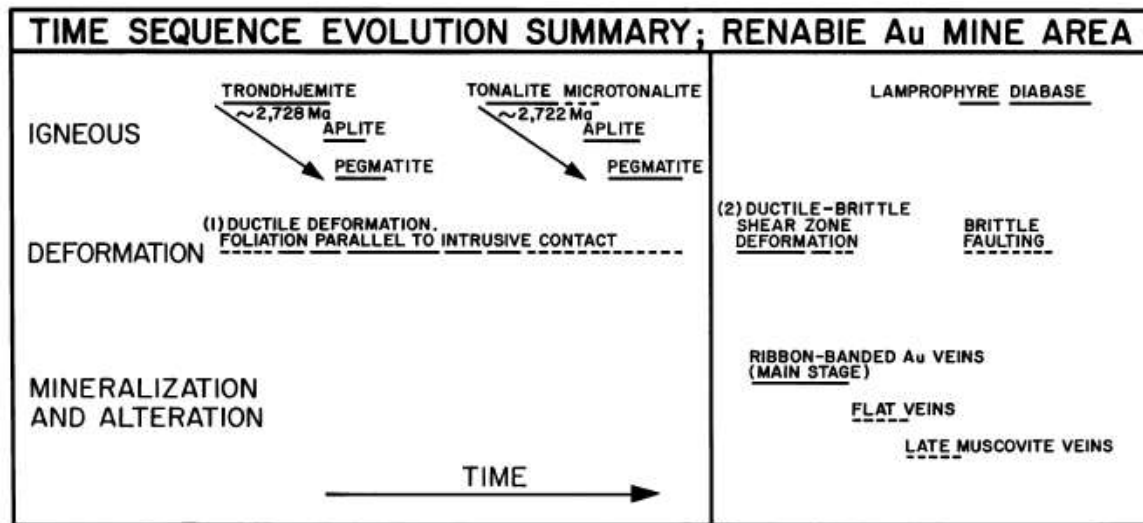 TIME SEQUENCE EVOLUTION SUMMARY; RENABIE Au MINE AREA
IGNEOUS
TRONDHJEMITE
~2,728 Ma
APLITE
PEGMATITE
TONALITE MICROTONALITE
~2,722 Ma
APLITE
PEGMATITE
LAMPROPHYRE DIABASE
DEFORMATION
(1) DUCTILE DEFORMATION,
FOLIATION PARALLEL TO INTRUSIVE CONTACT
(2) DUCTILE-BRITTLE
SHEAR ZONE
DEFORMATION
BRITTLE
FAULTING
MINERALIZATION
AND ALTERATION
RIBBON-BANDED Au VEINS
(MAIN STAGE)
FLAT VEINS
LATE MUSCOVITE VEINS
TIME